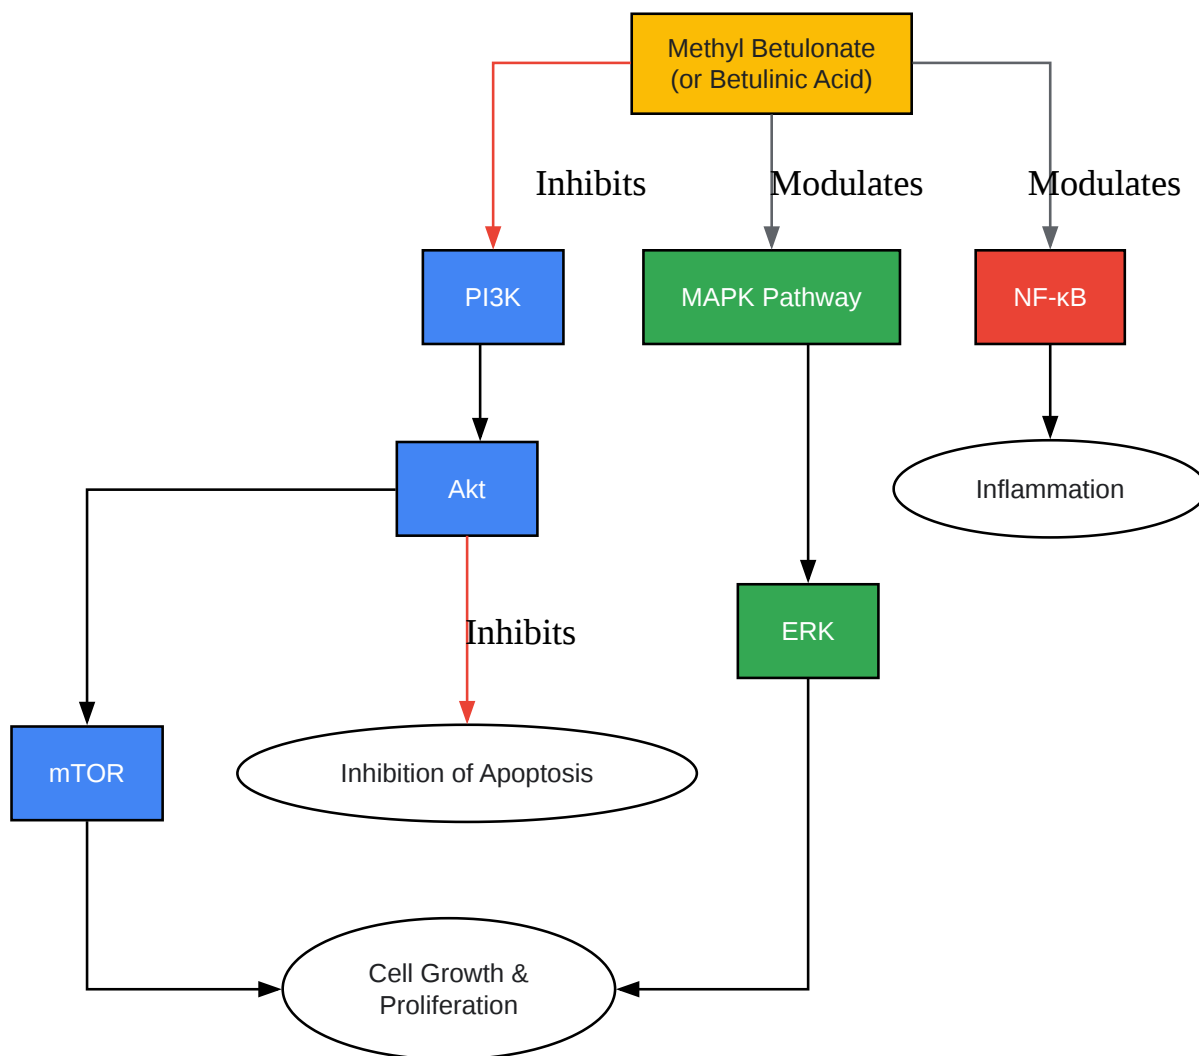 Methyl Betulonate
(or Betulinic Acid)
Inhibits
Modulates
Modulates
PI3K
MAPK Pathway
NF-κB
Akt
Inflammation
Inhibits
ERK
mTOR
Inhibition of Apoptosis
Cell Growth &
Proliferation